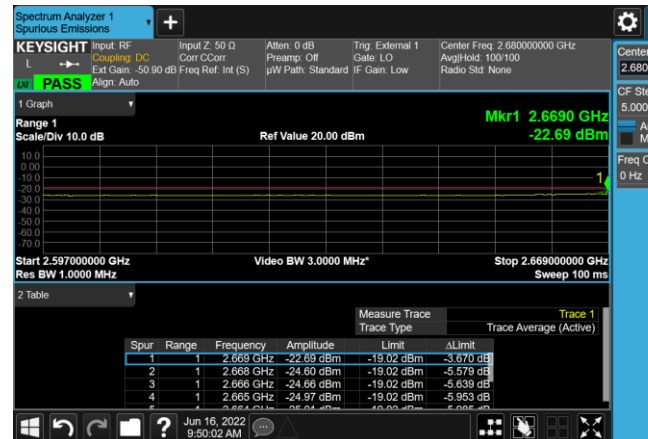 Spectrum Analyzer 1
Spurious Emissions
KEYSIGHT
L
LXI PASS
Input: RF
Coupling: DC
Ext Gain: -50.90 dB
Align: Auto
Input Z: 50 Ω
Corr CCorr
Freq Ref: Int (S)
Atten: 0 dB
Preamp: Off
µW Path: Standard
Trig: External 1
Gate: LO
IF Gain: Low
Center Freq: 2.680000000 GHz
Avg|Hold: 100/100
Radio Std: None
Center
2.680
CF Ste
5.000
A
M
Freq O
0 Hz
1 Graph
Range 1
Scale/Div 10.0 dB
Ref Value 20.00 dBm
Mkr1 2.6690 GHz
-22.69 dBm
10.0
0.00
-10.0
-20.0
-30.0
-40.0
-50.0
-60.0
-70.0
1
Start 2.597000000 GHz
Video BW 3.0000 MHz*
Stop 2.669000000 GHz
Res BW 1.0000 MHz
Sweep 100 ms
2 Table
Measure Trace Trace 1
Trace Type Trace Average (Active)
Spur Range Frequency Amplitude Limit ΔLimit
1 1 2.669 GHz -22.69 dBm -19.02 dBm -3.670 dB
2 1 2.668 GHz -24.60 dBm -19.02 dBm -5.579 dB
3 1 2.666 GHz -24.66 dBm -19.02 dBm -5.639 dB
4 1 2.665 GHz -24.97 dBm -19.02 dBm -5.953 dB
Jun 16, 2022
9:50:02 AM